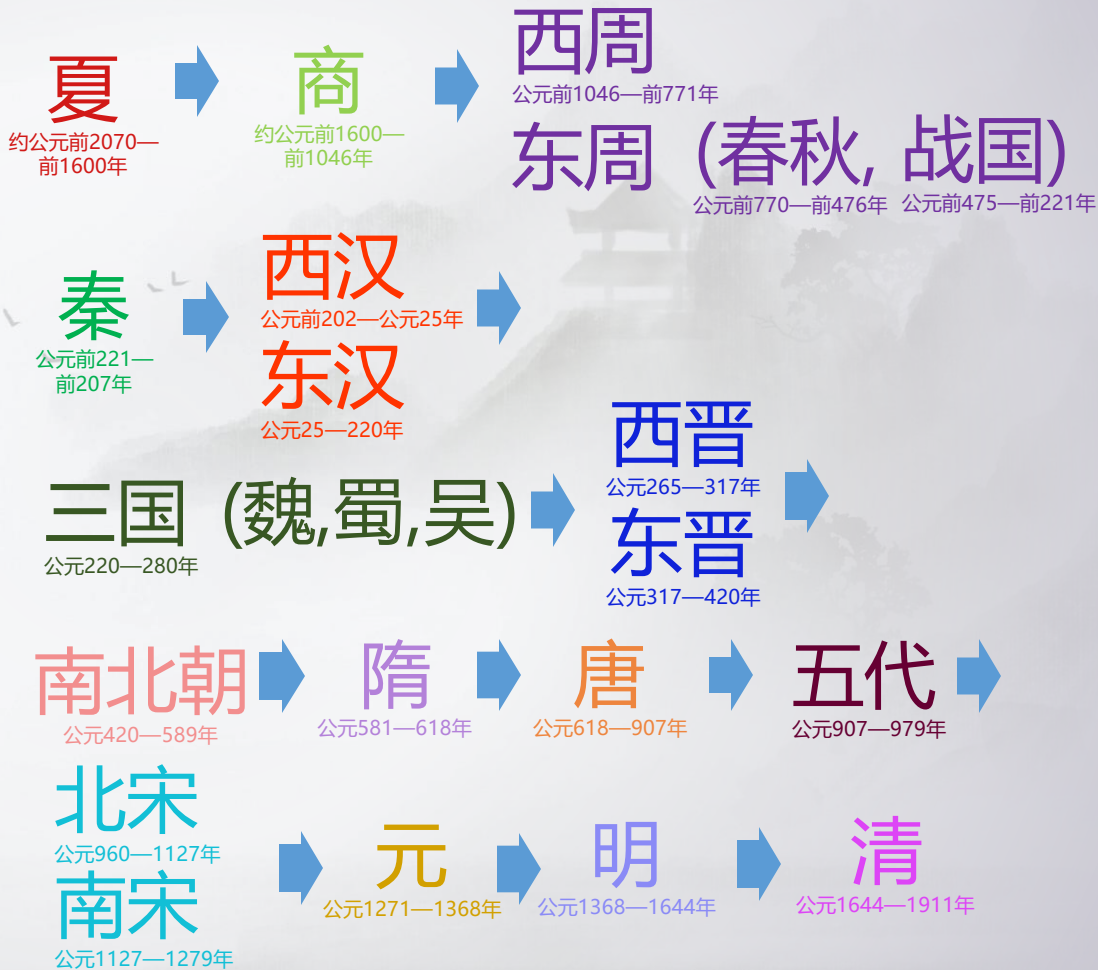 夏
约公元前2070—
前1600年
商
约公元前1600—
前1046年
西周
公元前1046—前771年
东周 (春秋, 战国)
公元前770—前476年 公元前475—前221年
秦
公元前221—
前207年
西汉
公元前202—公元25年
东汉
公元25—220年
三国 (魏,蜀,吴)
公元220—280年
西晋
公元265—317年
东晋
公元317—420年
南北朝
公元420—589年
隋
公元581—618年
唐
公元618—907年
五代
公元907—979年
北宋
公元960—1127年
南宋
公元1127—1279年
元
公元1271—1368年
明
公元1368—1644年
清
公元1644—1911年